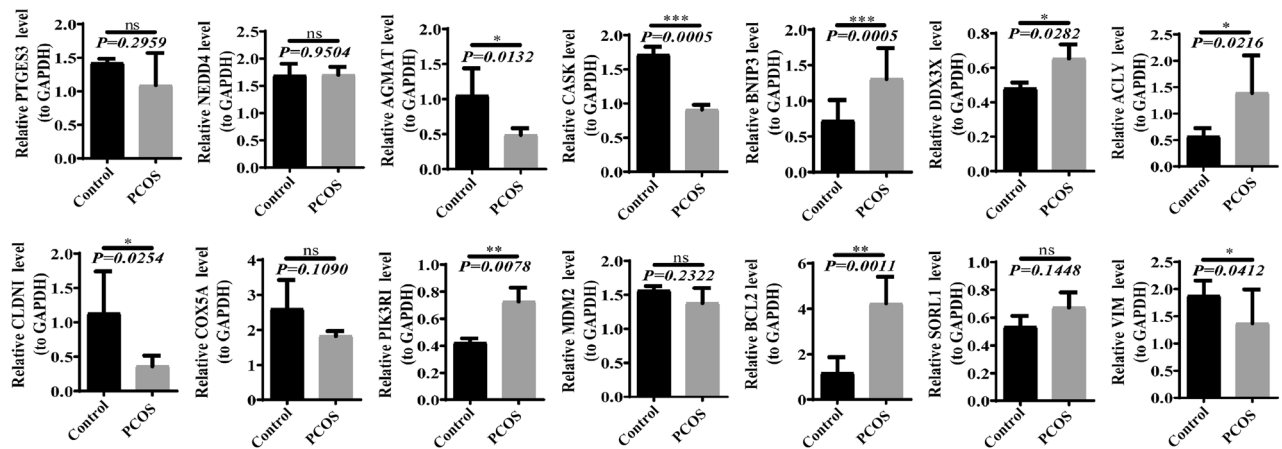 Relative PTGES3 level
(to GAPDH)
ns
P=0.2959
2.0
1.5
1.0
0.5
0.0
Control
PCOS
Relative NEDD4 level
(to GAPDH)
ns
P=0.9504
2.5
2.0
1.5
1.0
0.5
0.0
Control
PCOS
Relative AGMAT level
(to GAPDH)
*
P=0.0132
2.0
1.5
1.0
0.5
0.0
Control
PCOS
Relative CASK level
(to GAPDH)
***
P=0.0005
2.0
1.5
1.0
0.5
0.0
Control
PCOS
Relative BNIP3 level
(to GAPDH)
***
P=0.0005
2.0
1.5
1.0
0.5
0.0
Control
PCOS
Relative DDX3X level
(to GAPDH)
*
P=0.0282
0.8
0.6
0.4
0.2
0.0
Control
PCOS
Relative ACLY level
(to GAPDH)
*
P=0.0216
2.5
2.0
1.5
1.0
0.5
0.0
Control
PCOS
Relative CLDNI level
(to GAPDH)
*
P=0.0254
2.0
1.5
1.0
0.5
0.0
Control
PCOS
Relative COX5A level
(to GAPDH)
ns
P=0.1090
4
3
2
1
0
Control
PCOS
Relative PIK3RI level
(to GAPDH)
**
P=0.0078
1.0
0.8
0.6
0.4
0.2
0.0
Control
PCOS
Relative MDM2 level
(to GAPDH)
ns
P=0.2322
2.0
1.5
1.0
0.5
0.0
Control
PCOS
Relative BCL2 level
(to GAPDH)
**
P=0.0011
6
4
2
0
Control
PCOS
Relative SORL1 level
(to GAPDH)
ns
P=0.1448
1.0
0.8
0.6
0.4
0.2
0.0
Control
PCOS
Relative VIM level
(to GAPDH)
*
P=0.0412
2.5
2.0
1.5
1.0
0.5
0.0
Control
PCOS